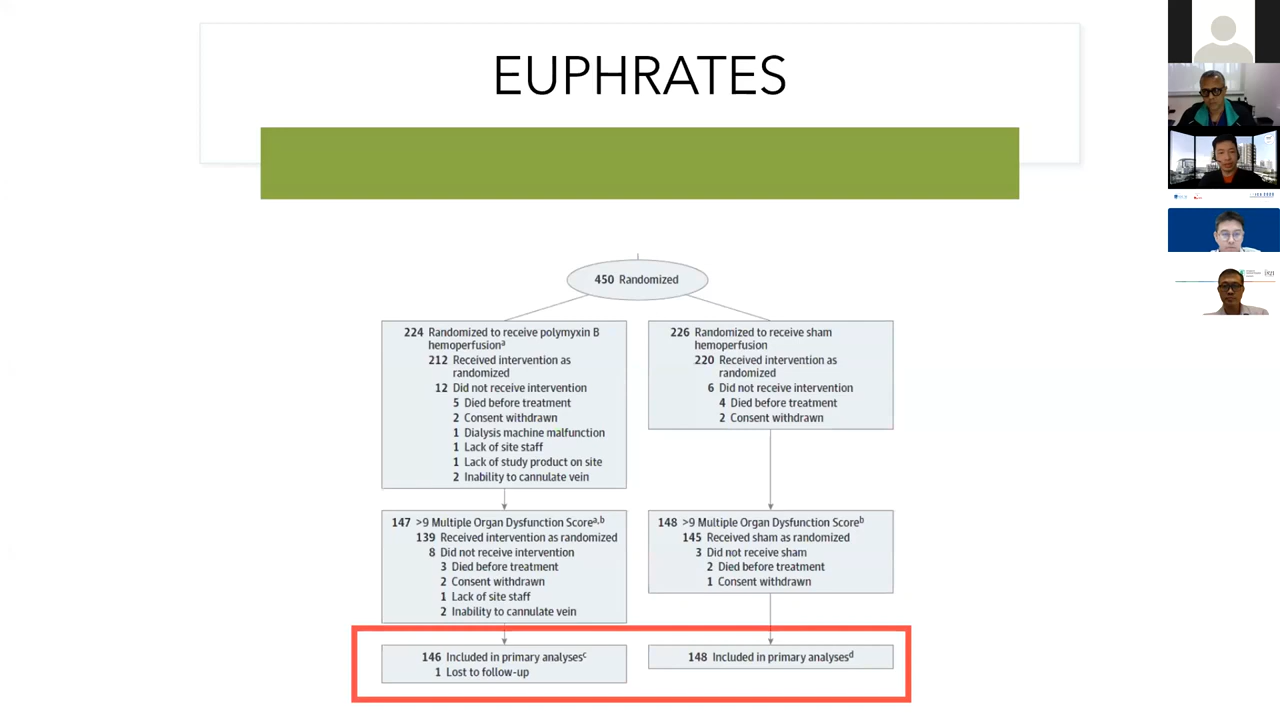 EUPHRATES
450 Randomized
224 Randomized to receive polymyxin B
hemoperfusiona
212 Received intervention as
randomized
12 Did not receive intervention
5 Died before treatment
2 Consent withdrawn
1 Dialysis machine malfunction
1 Lack of site staff
1 Lack of study product on site
2 Inability to cannulate vein
226 Randomized to receive sham
hemoperfusion
220 Received intervention as
randomized
6 Did not receive intervention
4 Died before treatment
2 Consent withdrawn
147 >9 Multiple Organ Dysfunction Scorea,b
139 Received intervention as randomized
8 Did not receive intervention
3 Died before treatment
2 Consent withdrawn
1 Lack of site staff
2 Inability to cannulate vein
148 >9 Multiple Organ Dysfunction Scoreb
145 Received sham as randomized
3 Did not receive sham
2 Died before treatment
1 Consent withdrawn
146 Included in primary analysesc
1 Lost to follow-up
148 Included in primary analysesd